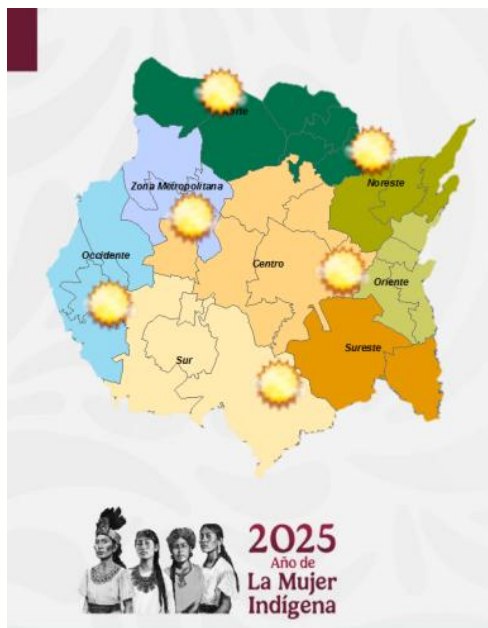 Noreste
Zona Metropolitana
Occidente
Centro
Oriente
Sureste
Sur
2025
Año de
La Mujer
Indígena